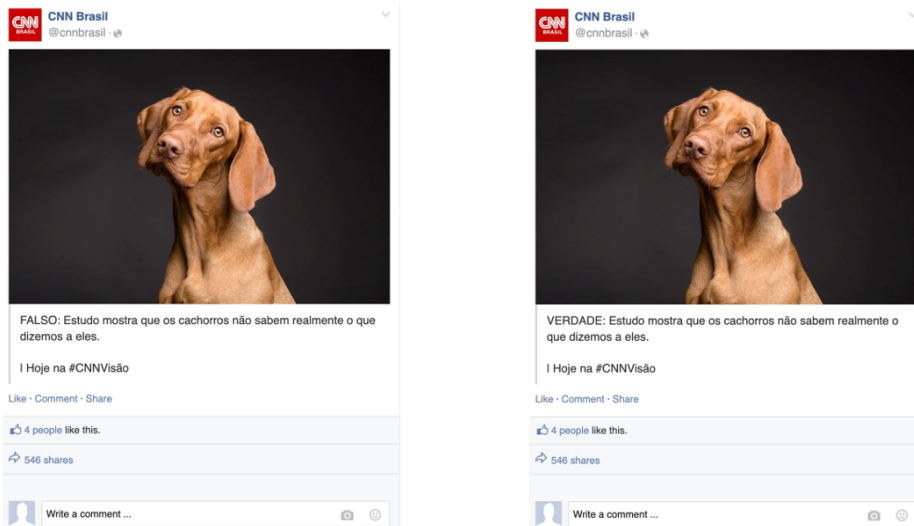 CNN Brasil
@cnnbrasil ·
FALSO: Estudo mostra que os cachorros não sabem realmente o que
dizemos a eles.
I Hoje na #CNNVisão
Like · Comment · Share
4 people like this.
546 shares
Write a comment ...
CNN Brasil
@cnnbrasil ·
VERDADE: Estudo mostra que os cachorros não sabem realmente o
que dizemos a eles.
I Hoje na #CNNVisão
Like · Comment · Share
4 people like this.
546 shares
Write a comment ...
CNN
BRASIL
CNN
BRASIL